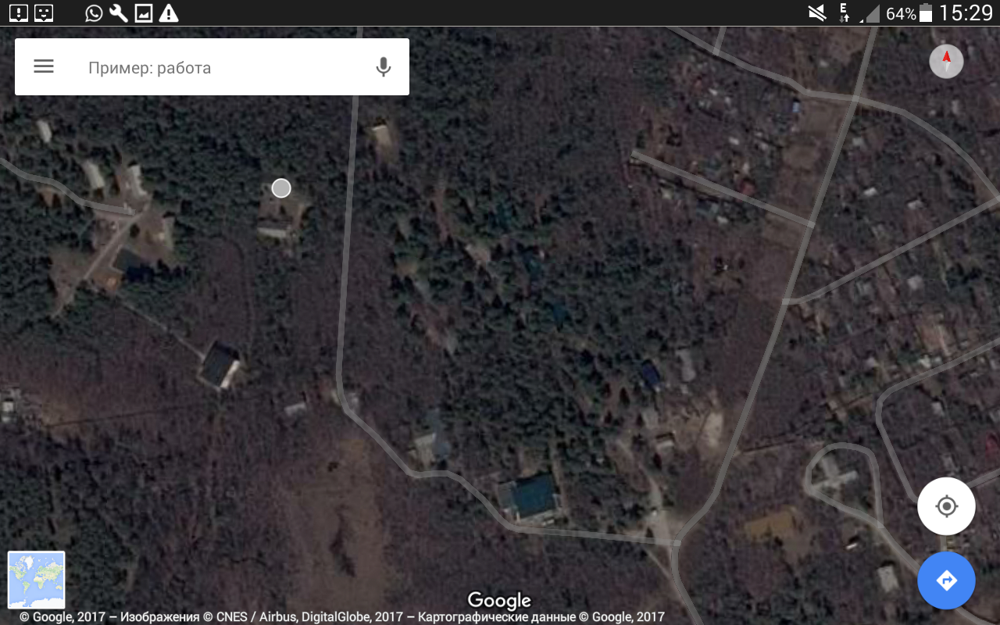 E 64% 15:29
Пример: работа
Google
© Google, 2017 – Изображения © CNES / Airbus, DigitalGlobe, 2017 – Картографические данные © Google, 2017